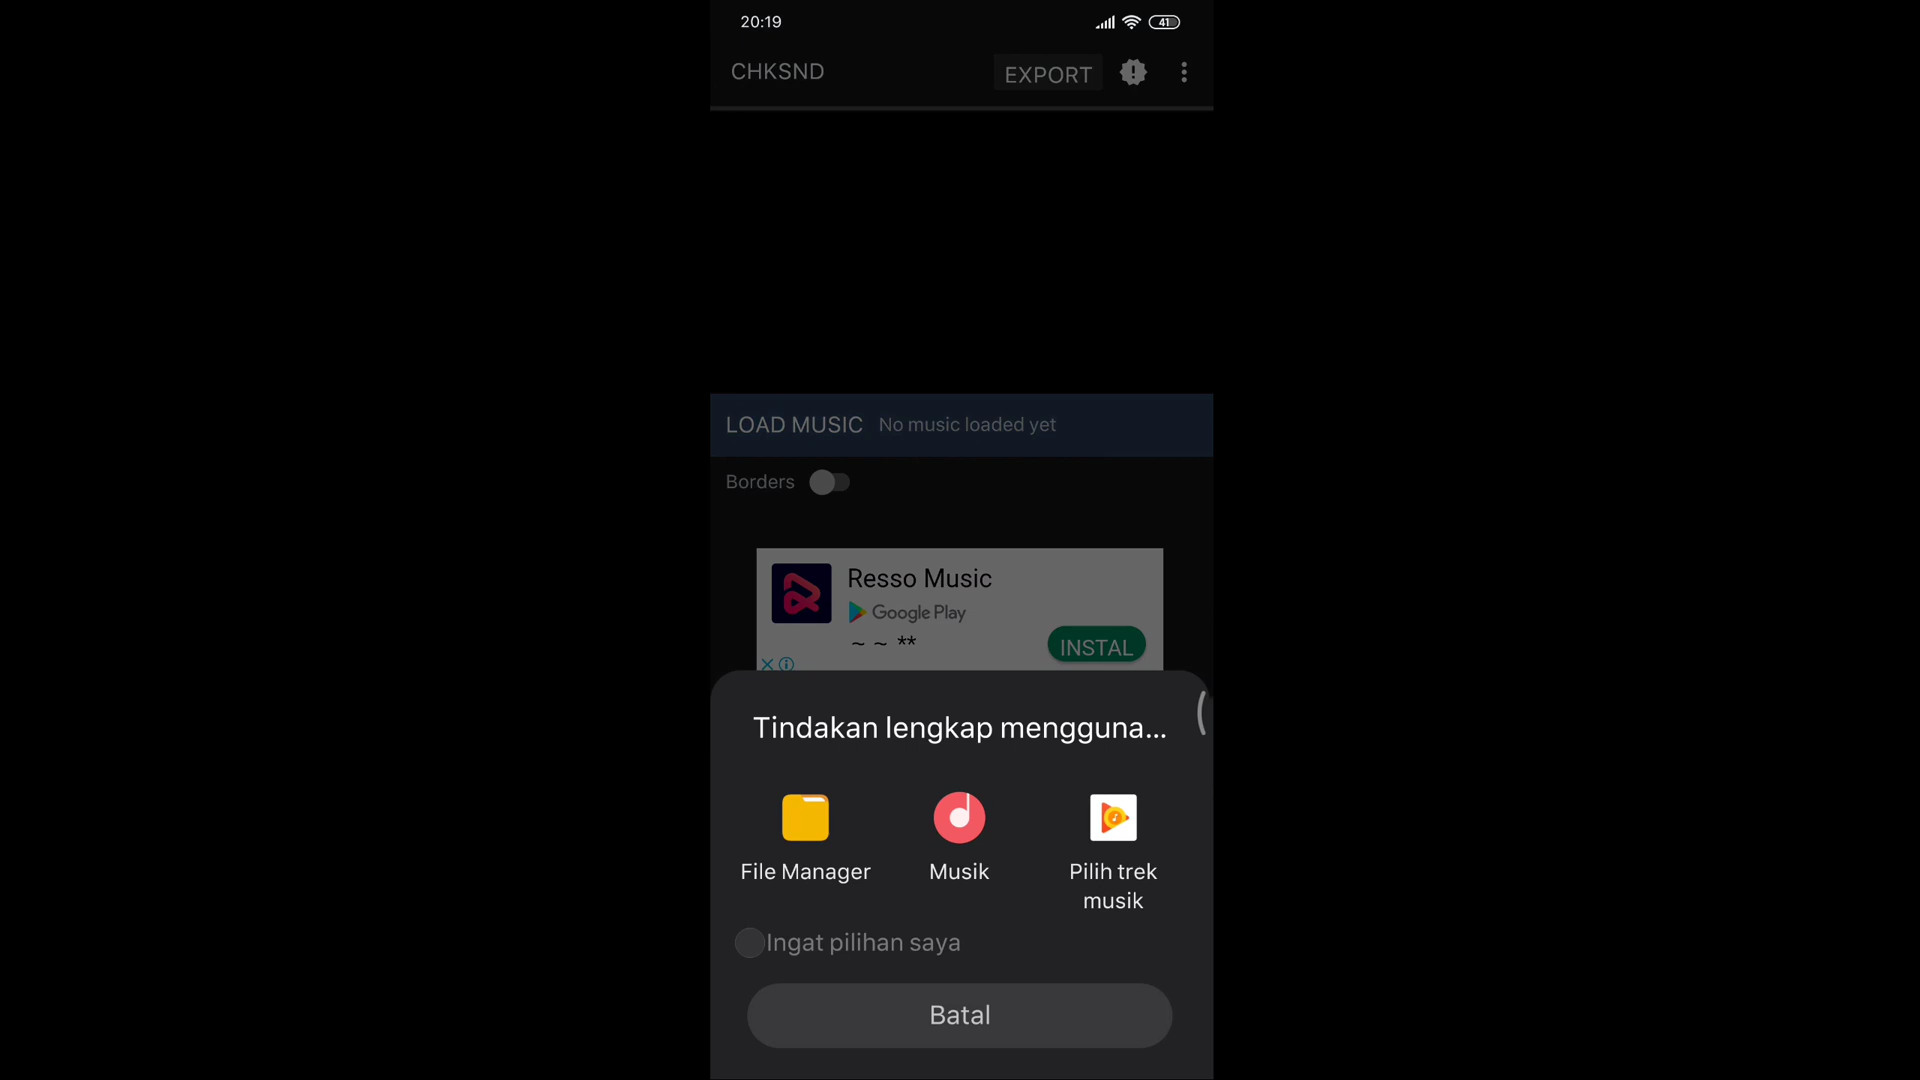 20:19
41
CHKSND
EXPORT
LOAD MUSIC No music loaded yet
Borders
Resso Music
Google Play
~ ~ **
INSTAL
Tindakan lengkap mengguna...
File Manager
Musik
Pilih trek
musik
Ingat pilihan saya
Batal